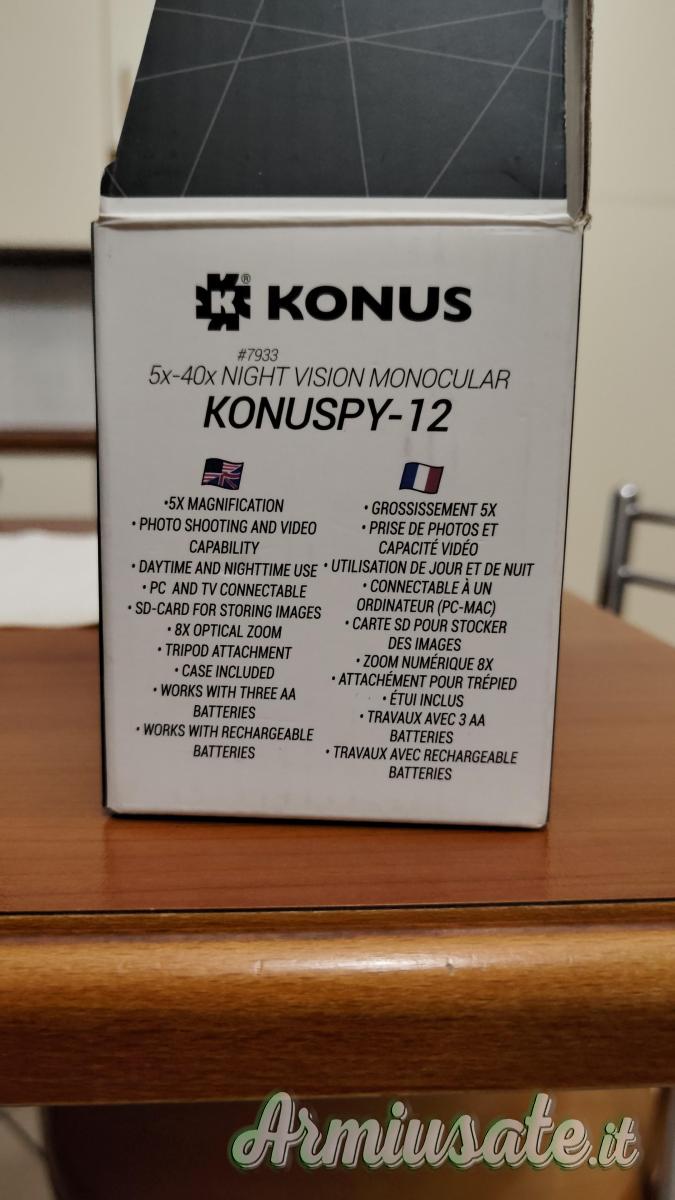 KONUS
#7933
5x-40x NIGHT VISION MONOCULAR
KONUSPY-12
•5X MAGNIFICATION
• PHOTO SHOOTING AND VIDEO
CAPABILITY
• DAYTIME AND NIGHTTIME USE
• PC AND TV CONNECTABLE
• SD-CARD FOR STORING IMAGES
• 8X OPTICAL ZOOM
• TRIPOD ATTACHMENT
• CASE INCLUDED
• WORKS WITH THREE AA
BATTERIES
• WORKS WITH RECHARGEABLE
BATTERIES
• GROSSISSEMENT 5X
• PRISE DE PHOTOS ET
CAPACITÉ VIDÉO
• UTILISATION DE JOUR ET DE NUIT
• CONNECTABLE À UN
ORDINATEUR (PC-MAC)
• CARTE SD POUR STOCKER
DES IMAGES
• ZOOM NUMÉRIQUE 8X
• ATTACHÉMENT POUR TRÉPIED
• ÉTUI INCLUS
• TRAVAUX AVEC 3 AA
BATTERIES
• TRAVAUX AVEC RECHARGEABLE
BATTERIES
Armiusate.it